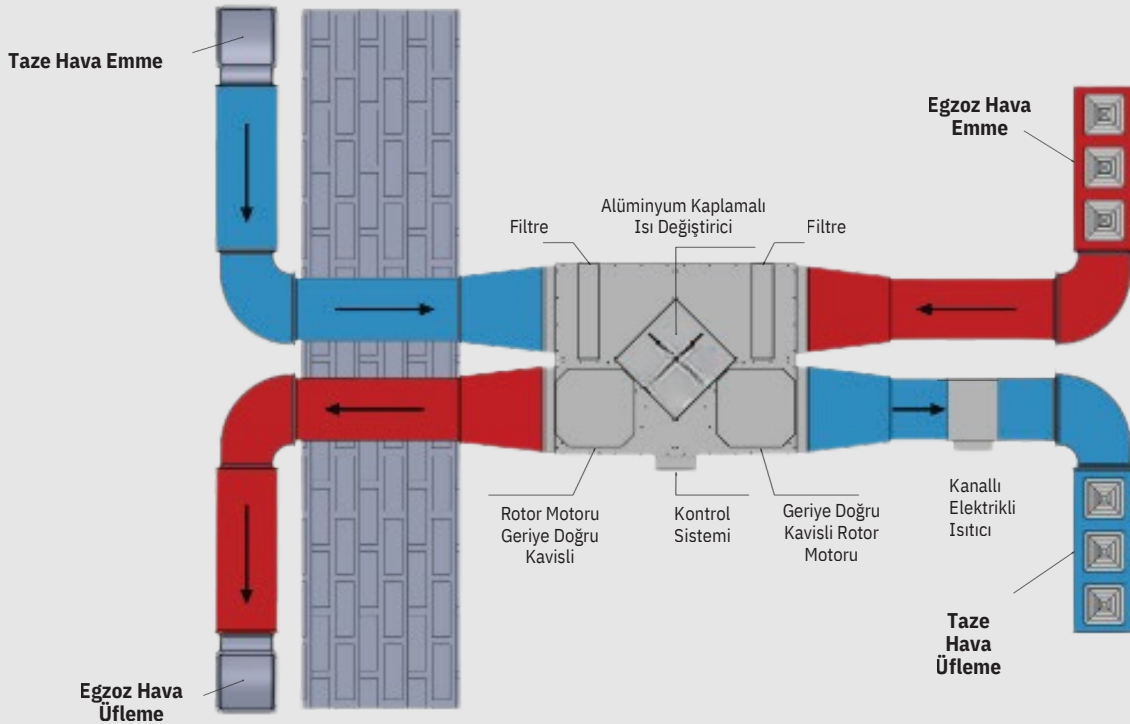 Taze Hava Emme
Egzoz Hava
Emme
Filtre
Alüminyum Kaplamalı
Isı Değiştirici
Filtre
Rotor Motoru
Geriye Doğru
Kavisli
Kontrol
Sistemi
Geriye Doğru
Kavisli Rotor
Motoru
Kanallı
Elektrikli
Isıtıcı
Taze
Hava
Üfleme
Egzoz Hava
Üfleme